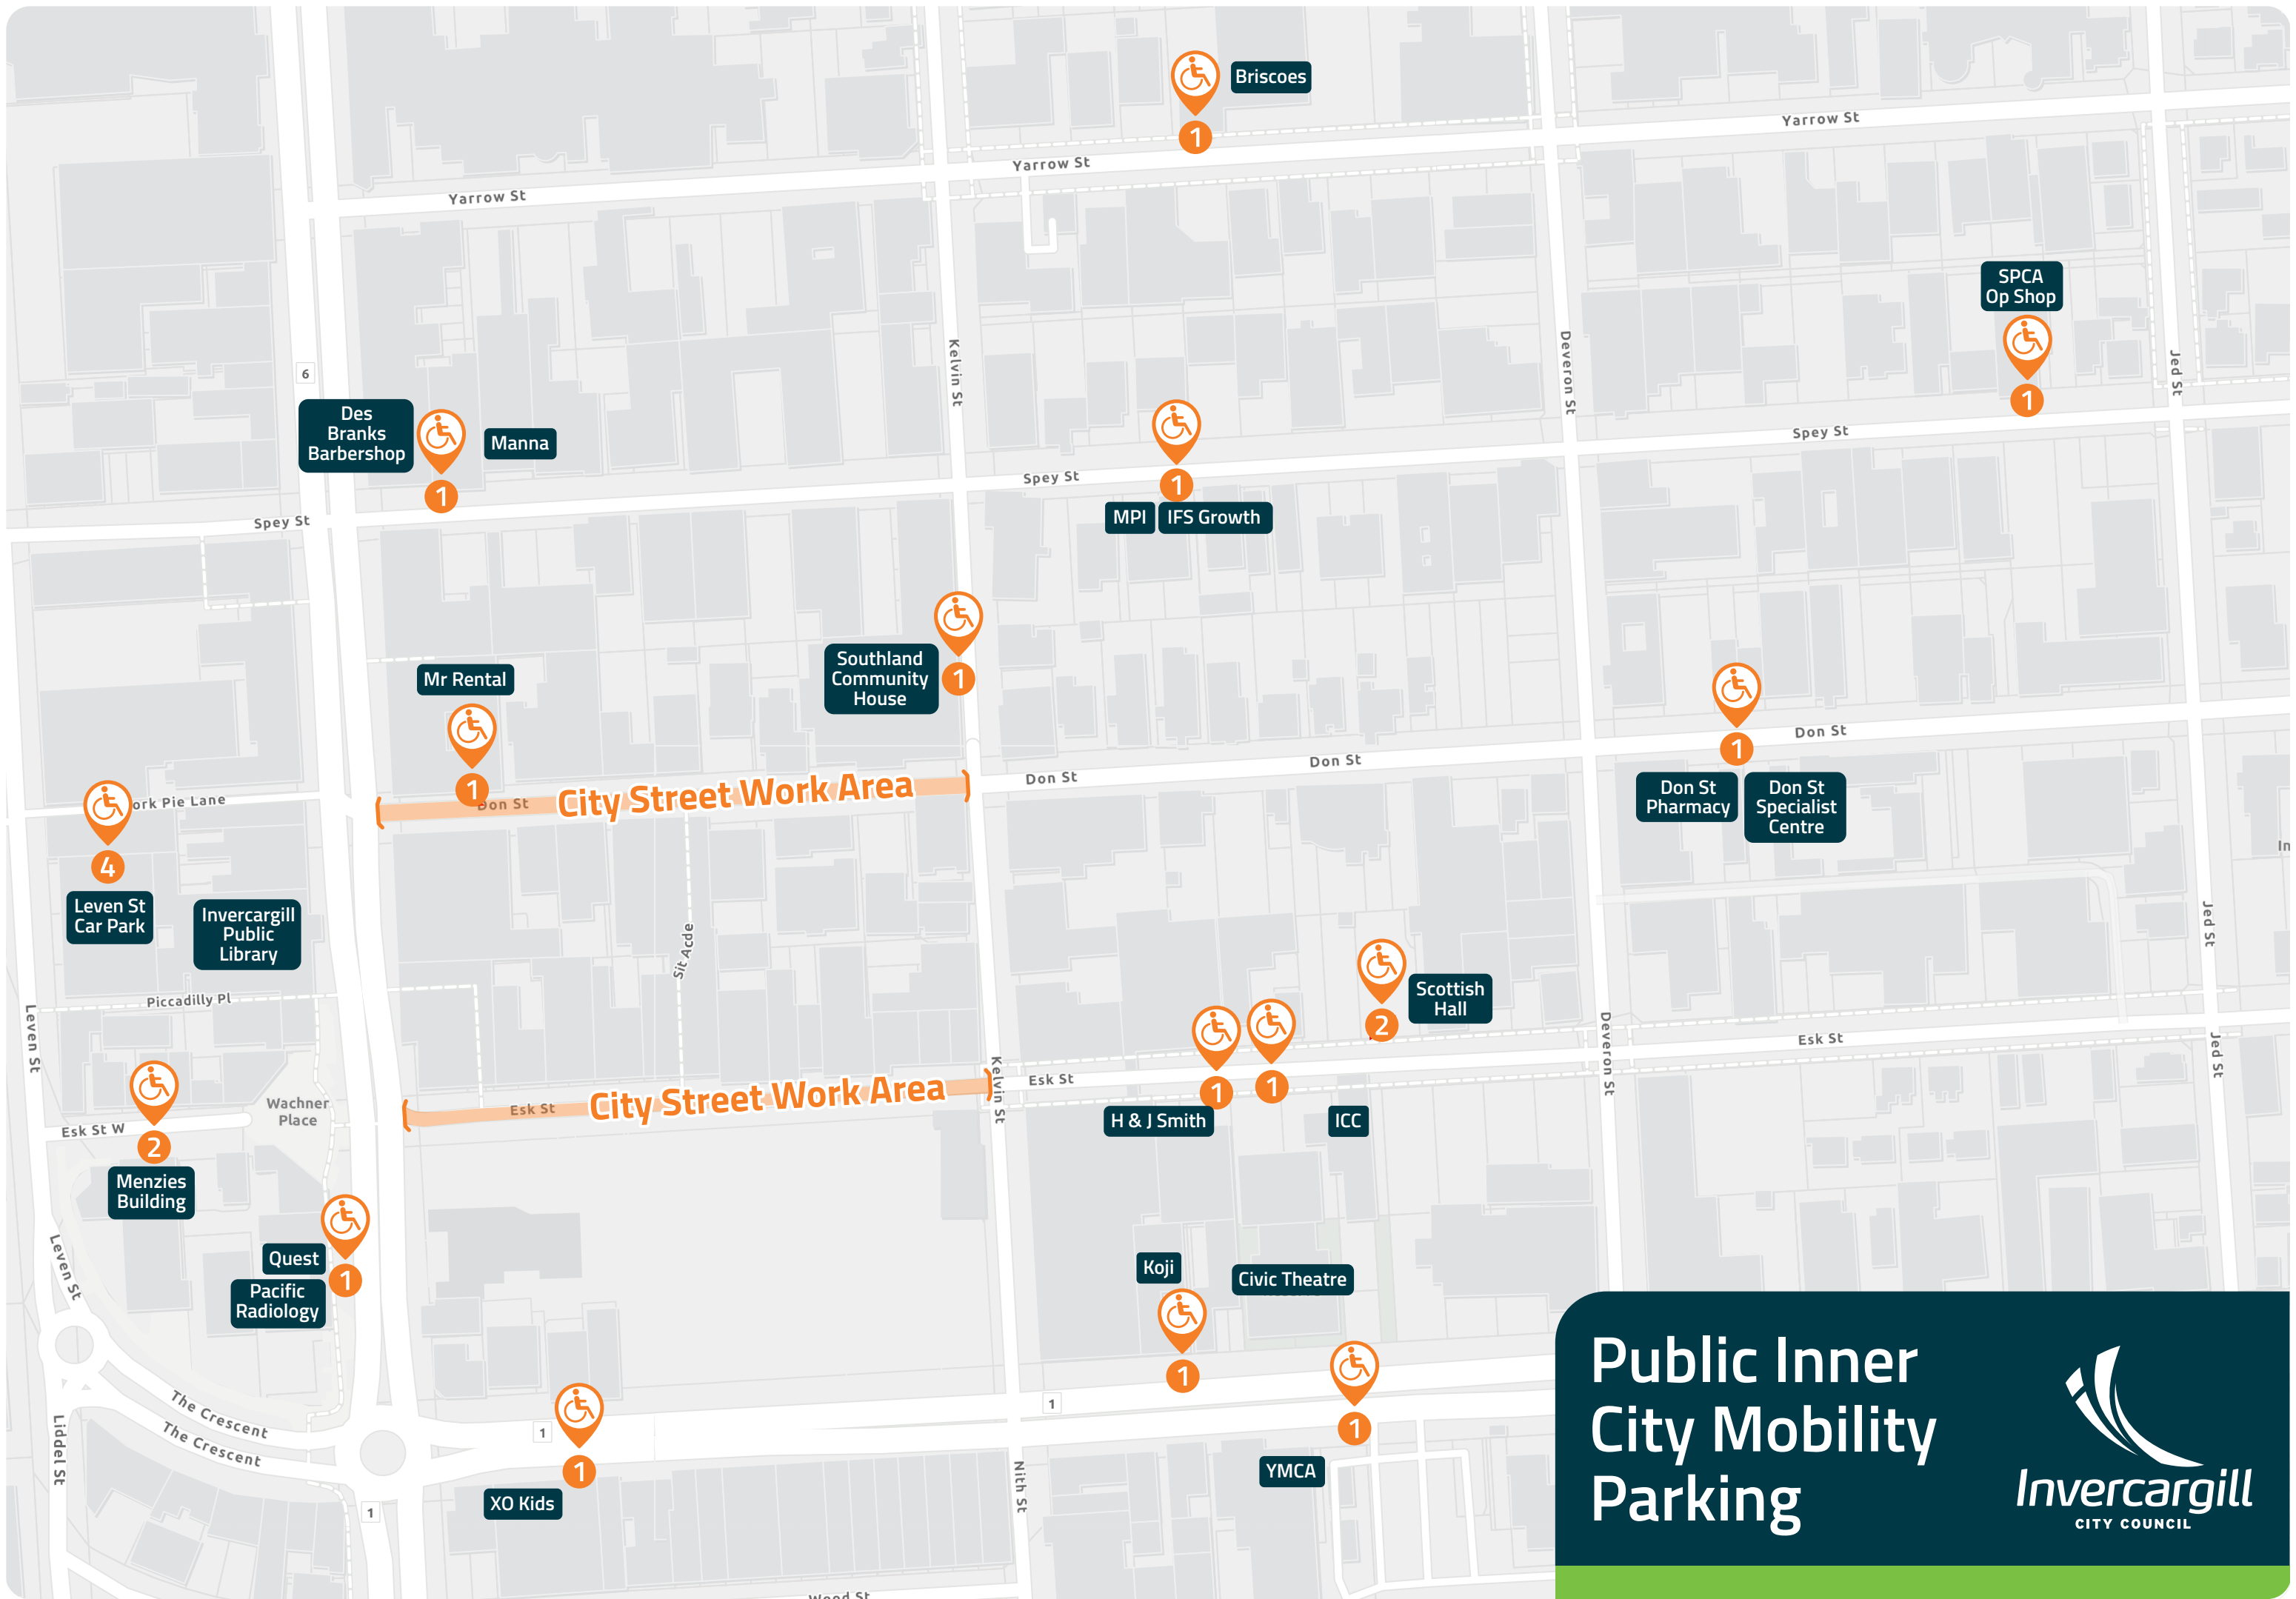 Briscoes
1
Yarrow St
Yarrow St
Yarrow St
SPCA
Op Shop
1
6
Kelvin St
Deveron St
Jed St
Des
Branks
Barbershop
Manna
1
Spey St
Spey St
Spey St
1
MPI
IFS Growth
Southland
Community
House
1
Mr Rental
1
Don St
City Street Work Area
Don St
Don St
Don St
1
Don St
Pharmacy
Don St
Specialist
Centre
ork Pie Lane
4
Leven St
Car Park
Invercargill
Public
Library
In
Sit Acde
Jed St
Scottish
Hall
2
Piccadilly Pl
Leven St
Kelvin St
Deveron St
Jed St
Esk St
City Street Work Area
Esk St
Esk St
1
1
H & J Smith
ICC
Wachner
Place
Esk St W
2
Menzies
Building
Quest
1
Pacific
Radiology
Leven St
Koji
Civic Theatre
1
1
YMCA
The Crescent
The Crescent
Liddel St
1
1
1
1
XO Kids
Nith St
Wood St
Public Inner
City Mobility
Parking
Invercargill
CITY COUNCIL